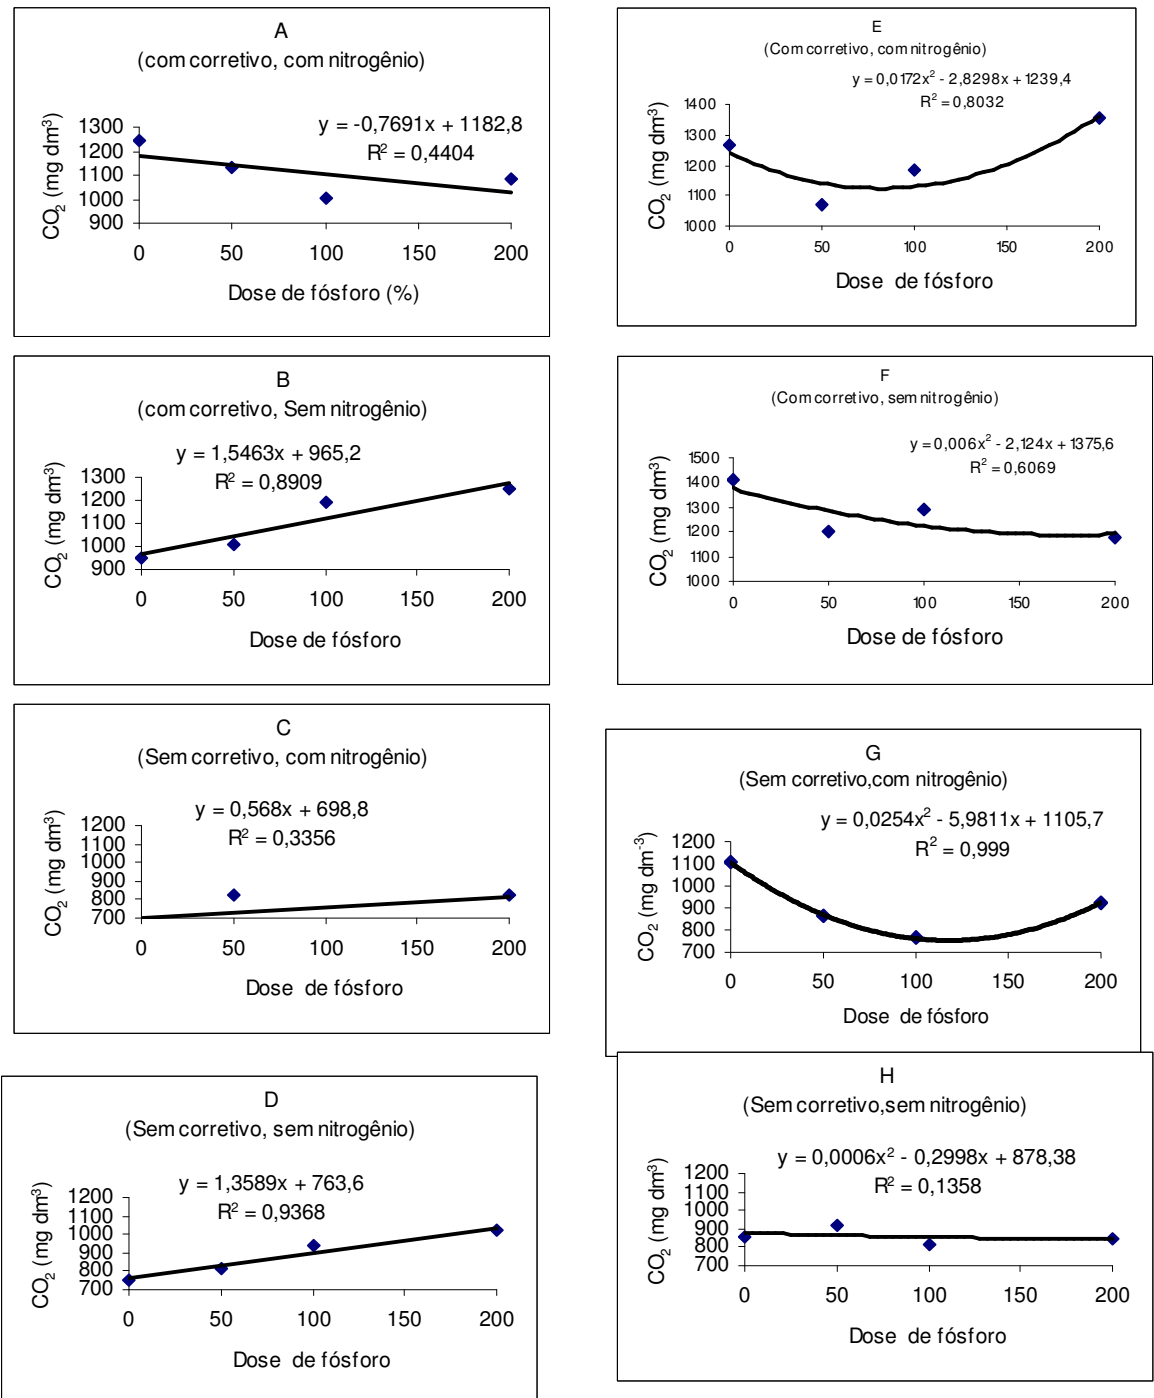 A
(com corretivo, com nitrogênio)
y = -0,7691x + 1182,8
R² = 0,4404
CO₂ (mg dm³)
1300
1200
1100
1000
900
0 50 100 150 200
Dose de fósforo (%)
B
(com corretivo, Sem nitrogênio)
y = 1,5463x + 965,2
R² = 0,8909
CO₂ (mg dm³)
1300
1200
1100
1000
900
0 50 100 150 200
Dose de fósforo
C
(Sem corretivo, com nitrogênio)
y = 0,568x + 698,8
R² = 0,3356
CO₂ (mg dm³)
1200
1100
1000
900
800
700
0 50 100 150 200
Dose de fósforo
D
(Sem corretivo, sem nitrogênio)
y = 1,3589x + 763,6
R² = 0,9368
CO₂ (mg dm³)
1200
1100
1000
900
800
700
0 50 100 150 200
Dose de fósforo
E
(Com corretivo, com nitrogênio)
y = 0,0172x² - 2,8298x + 1239,4
R² = 0,8032
CO₂ (mg dm³)
1400
1300
1200
1100
1000
0 50 100 150 200
Dose de fósforo
F
(Com corretivo, sem nitrogênio)
y = 0,006x² - 2,124x + 1375,6
R² = 0,6069
CO₂ (mg dm³)
1500
1400
1300
1200
1100
1000
0 50 100 150 200
Dose de fósforo
G
(Sem corretivo,com nitrogênio)
y = 0,0254x² - 5,9811x + 1105,7
R² = 0,999
CO₂ (mg dm⁻³)
1200
1100
1000
900
800
700
0 50 100 150 200
Dose de fósforo
H
(Sem corretivo,sem nitrogênio)
y = 0,0006x² - 0,2998x + 878,38
R² = 0,1358
CO₂ (mg dm³)
1200
1100
1000
900
800
700
0 50 100 150 200
Dose de fósforo